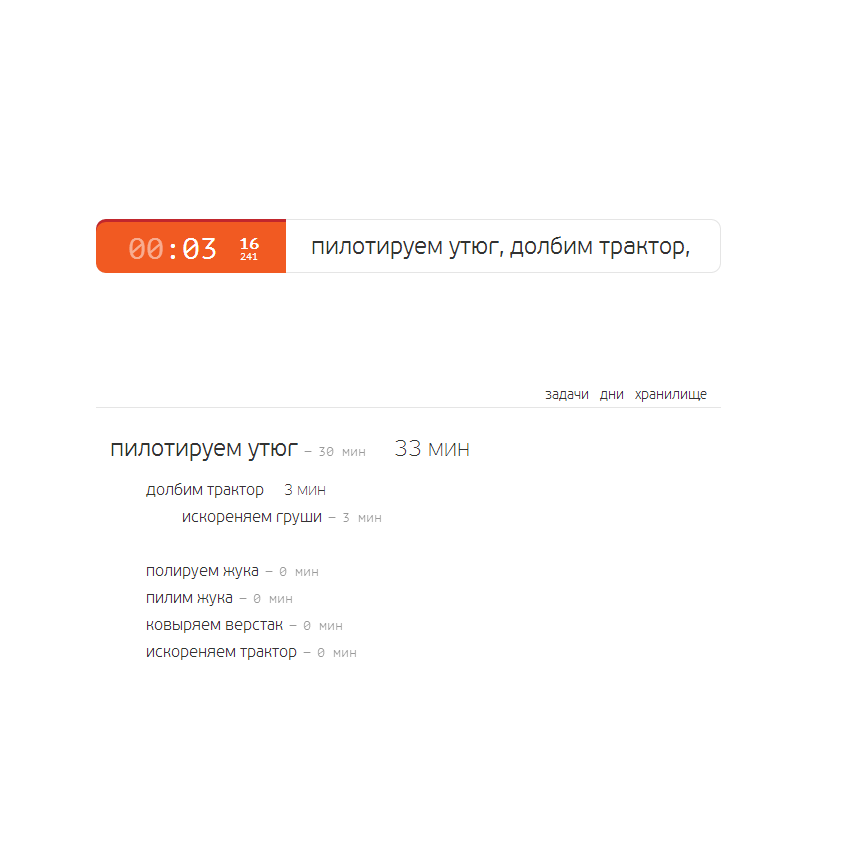 00:03 16 пилотируем утюг, долбим трактор,
241
задачи дни хранилище
пилотируем утюг – 30 мин 33 мин
долбим трактор 3 мин
искореняем груши – 3 мин
полируем жука – 0 мин
пилим жука – 0 мин
ковыряем верстак – 0 мин
искореняем трактор – 0 мин